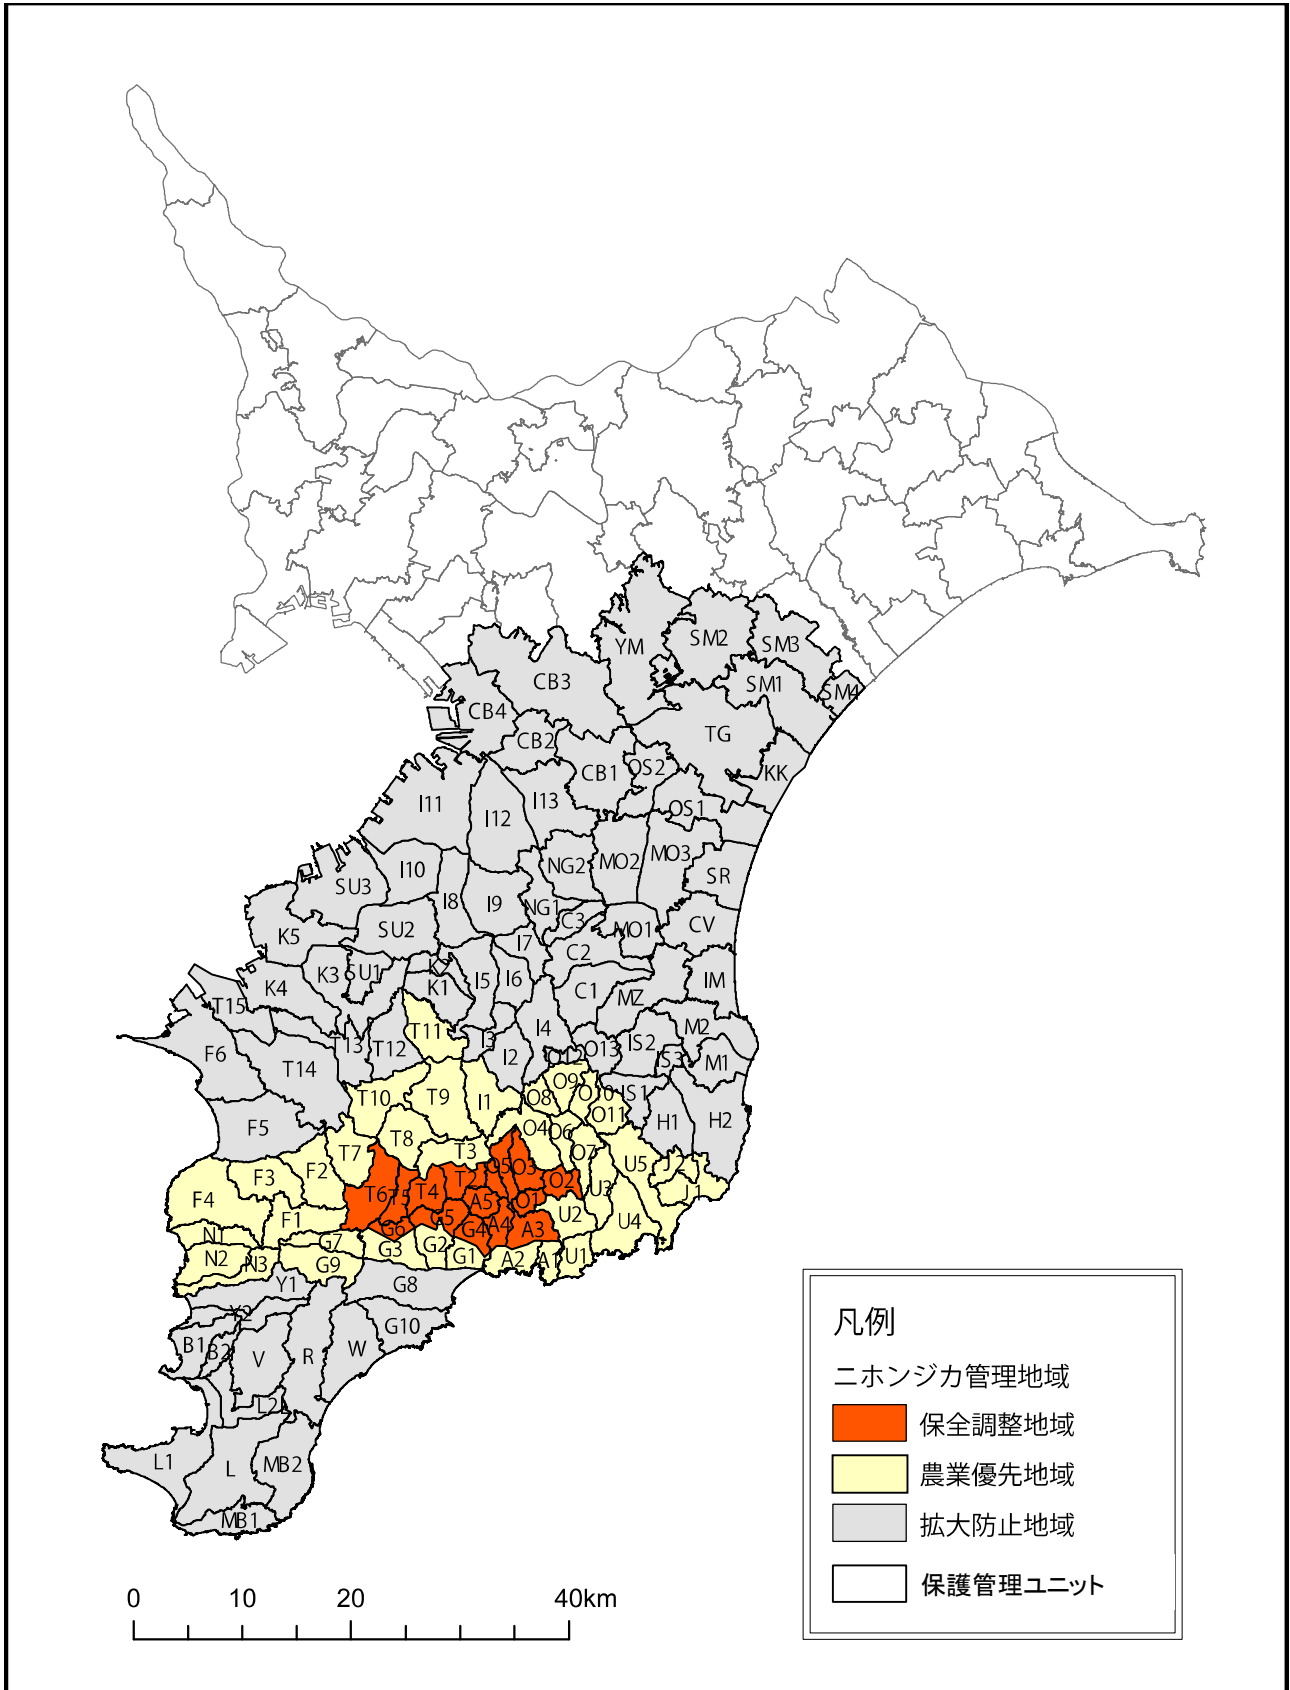 YM
SM2
SM3
SM1
SM4
CB3
CB4
CB2
TG
CB1
OS2
KK
I11
I13
I12
OS1
MO3
MO2
NG2
SR
I10
SU3
I8
I9
NG1
C3
MO1
CV
K5
SU2
I7
C2
K3
SU1
K
K1
I5
I6
IM
K4
C1
MZ
T15
T11
I4
M2
F6
T13
T12
I3
I2
O12
O13
IS2
IS3
M1
T14
T10
T9
I1
O8
O9
O10
IS1
O11
H1
H2
F5
T8
O4
O6
T7
T3
O7
F3
F2
T2
O5
O3
O2
U5
J2
F4
T6
T5
T4
A5
O1
U3
J1
F1
G5
U2
U4
N1
G7
G6
G4
A4
A3
N2
N3
G9
G3
G2
G1
A2
A1
U1
Y1
G8
Y2
G10
B1
B2
V
R
W
L2
L1
L
MB2
MB1
凡例
ニホンジカ管理地域
保全調整地域
農業優先地域
拡大防止地域
保護管理ユニット
0 10 20 40km